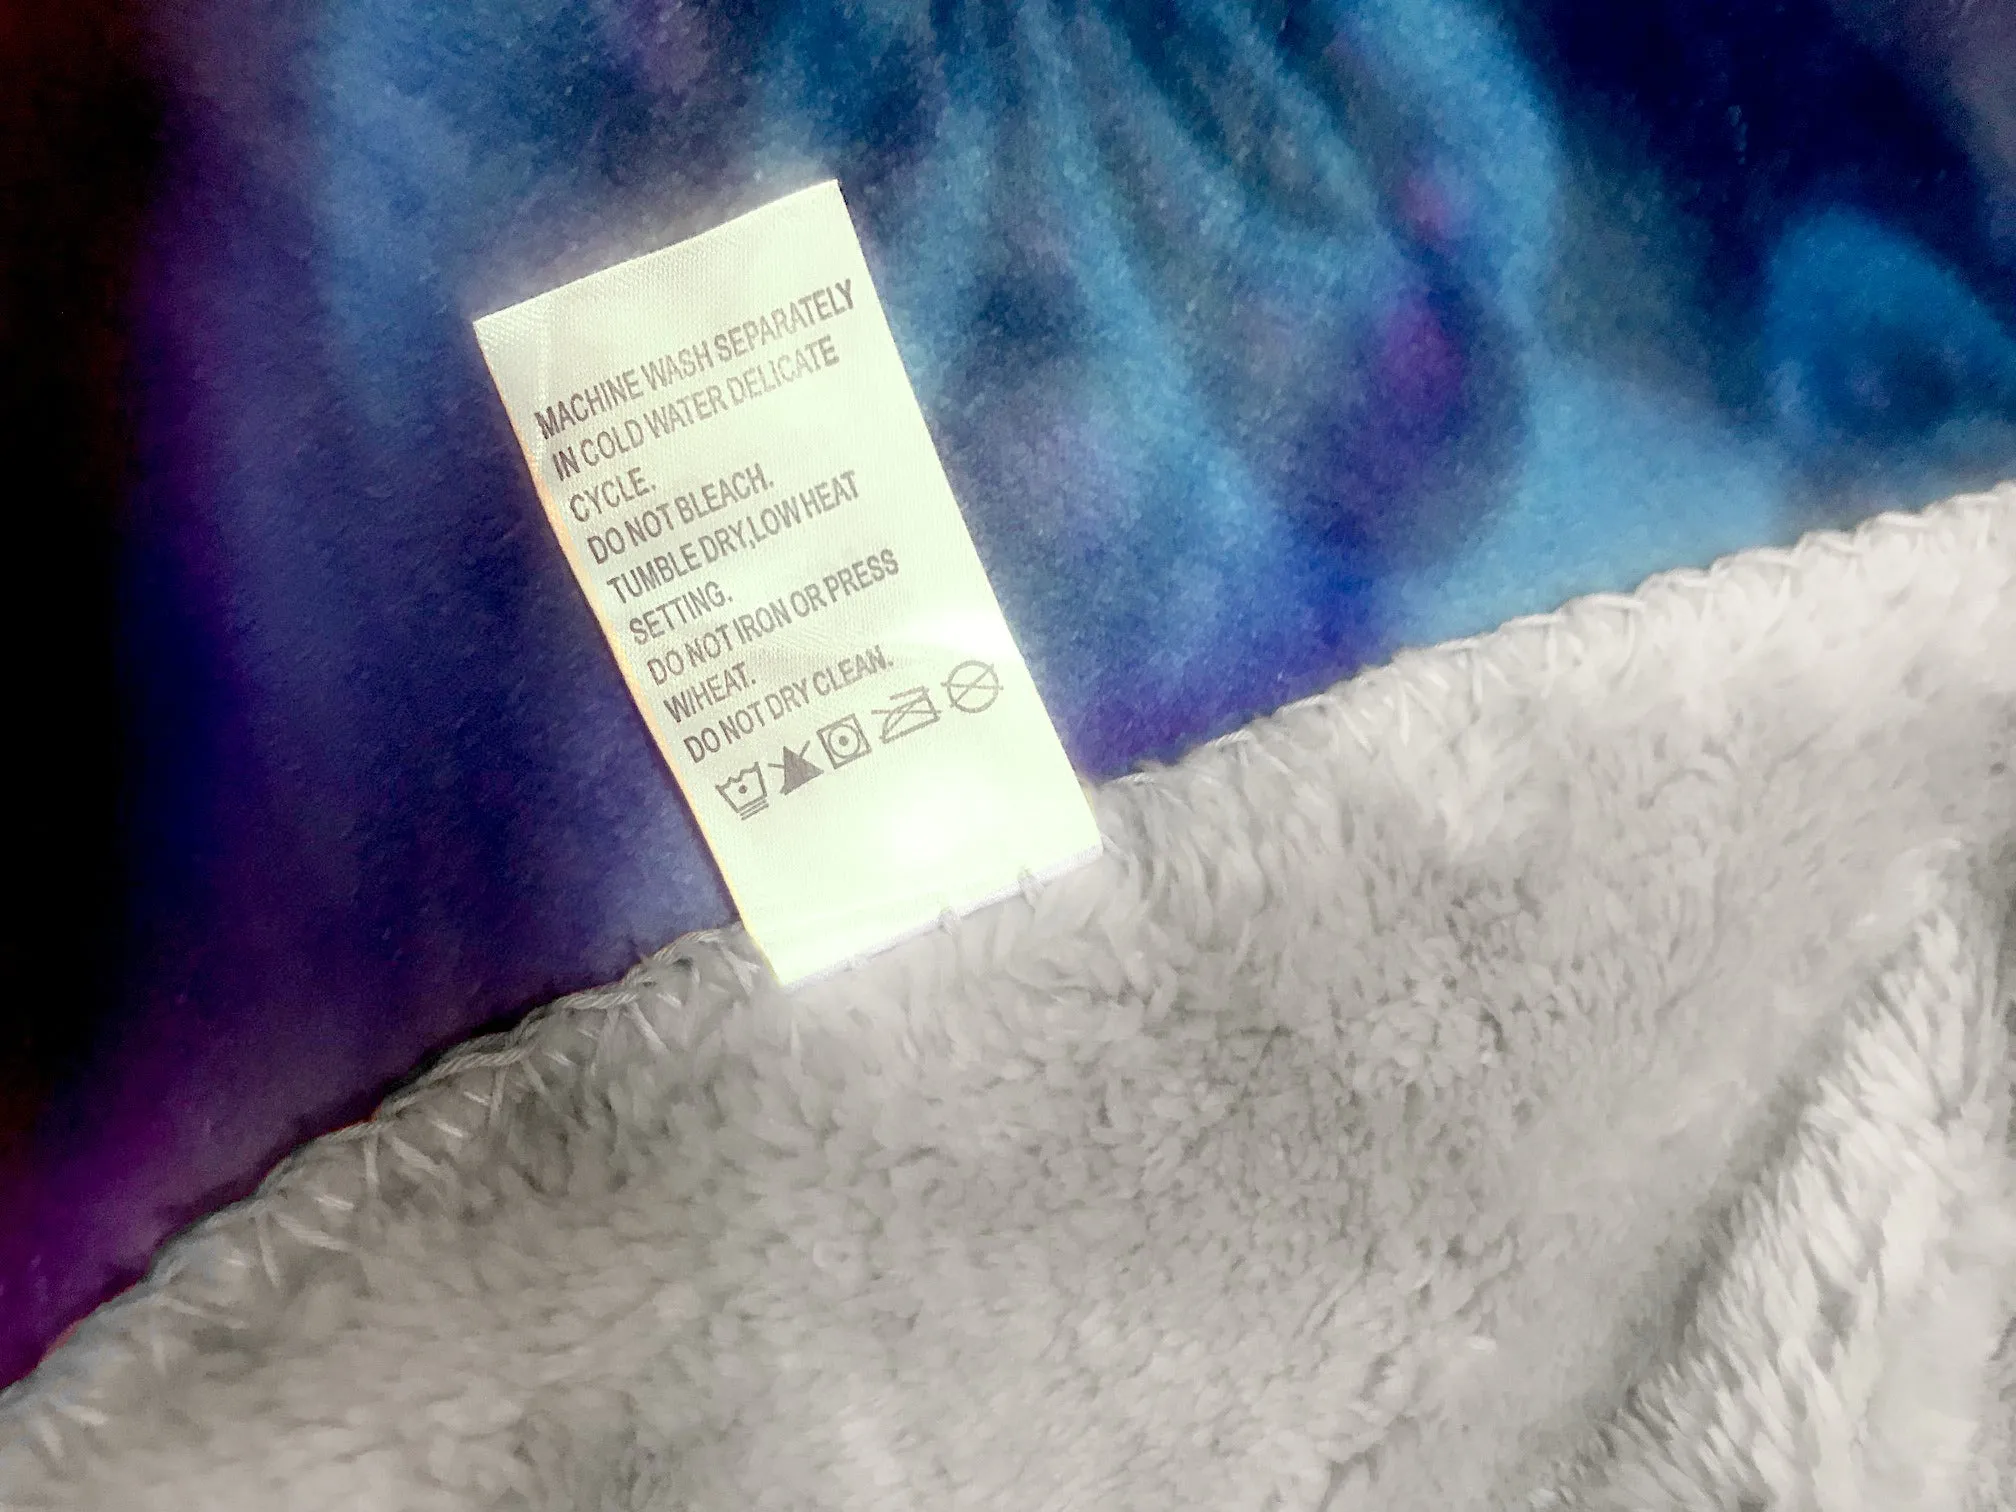 MACHINE WASH SEPARATELY
IN COLD WATER DELICATE
CYCLE.
DO NOT BLEACH.
TUMBLE DRY,LOW HEAT
SETTING.
DO NOT IRON OR PRESS
W/HEAT.
DO NOT DRY CLEAN.